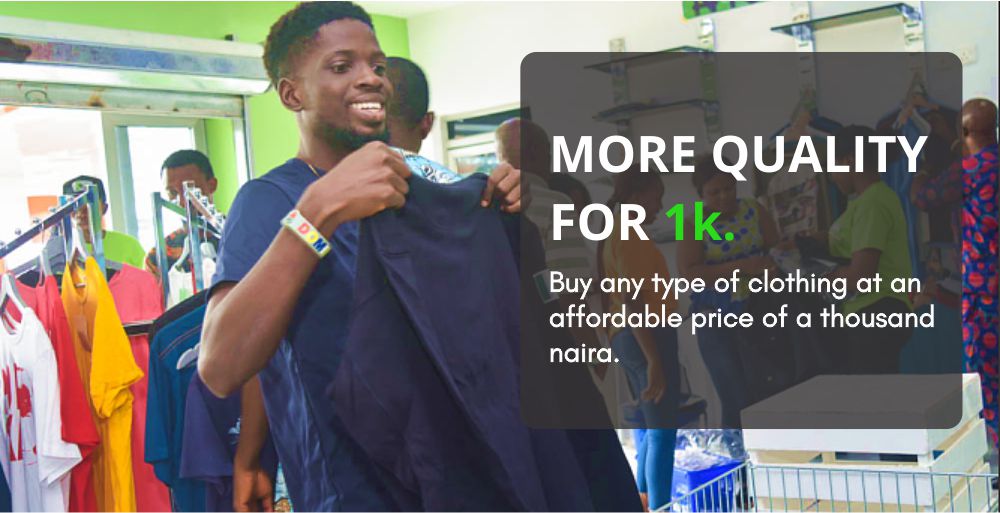 MORE QUALITY
FOR 1k.
Buy any type of clothing at an
affordable price of a thousand
naira.